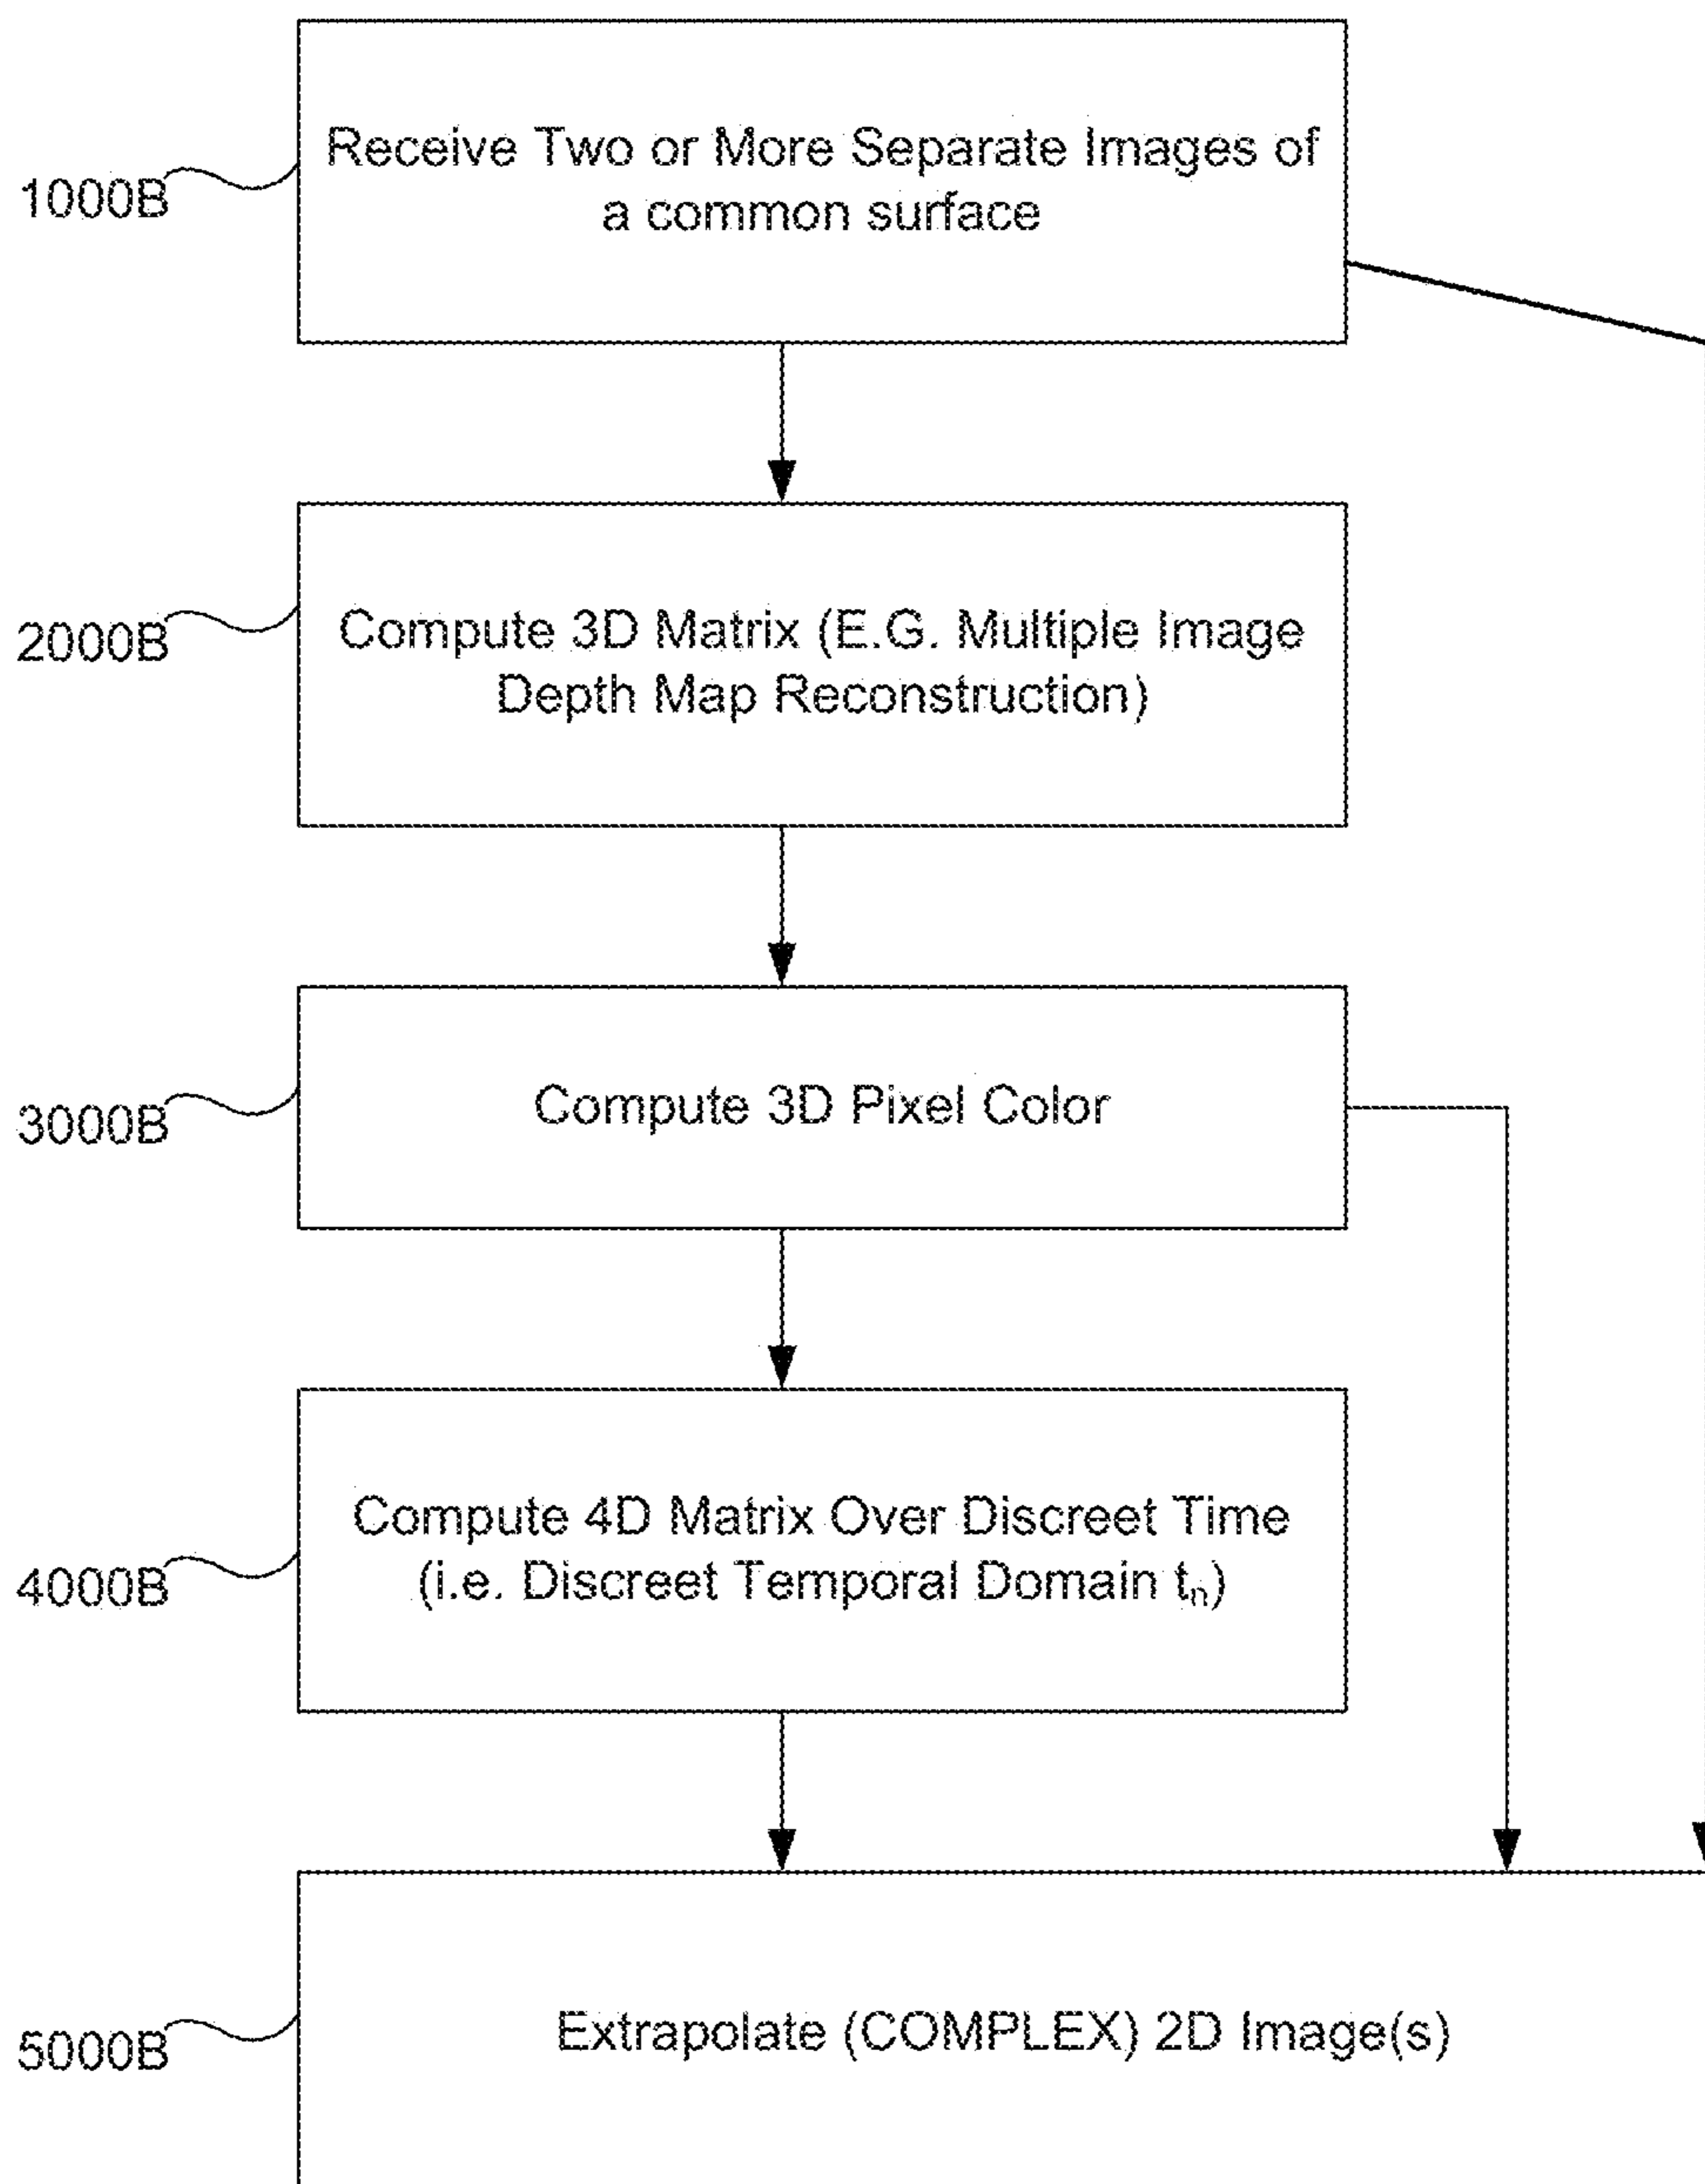 Receive Two or More Separate Images of
a common surface
1000B
Compute 3D Matrix (E.G. Multiple Image
Depth Map Reconstruction)
2000B
Compute 3D Pixel Color
3000B
Compute 4D Matrix Over Discreet Time
(i.e. Discreet Temporal Domain tₙ)
4000B
Extrapolate (COMPLEX) 2D Image(s)
5000B